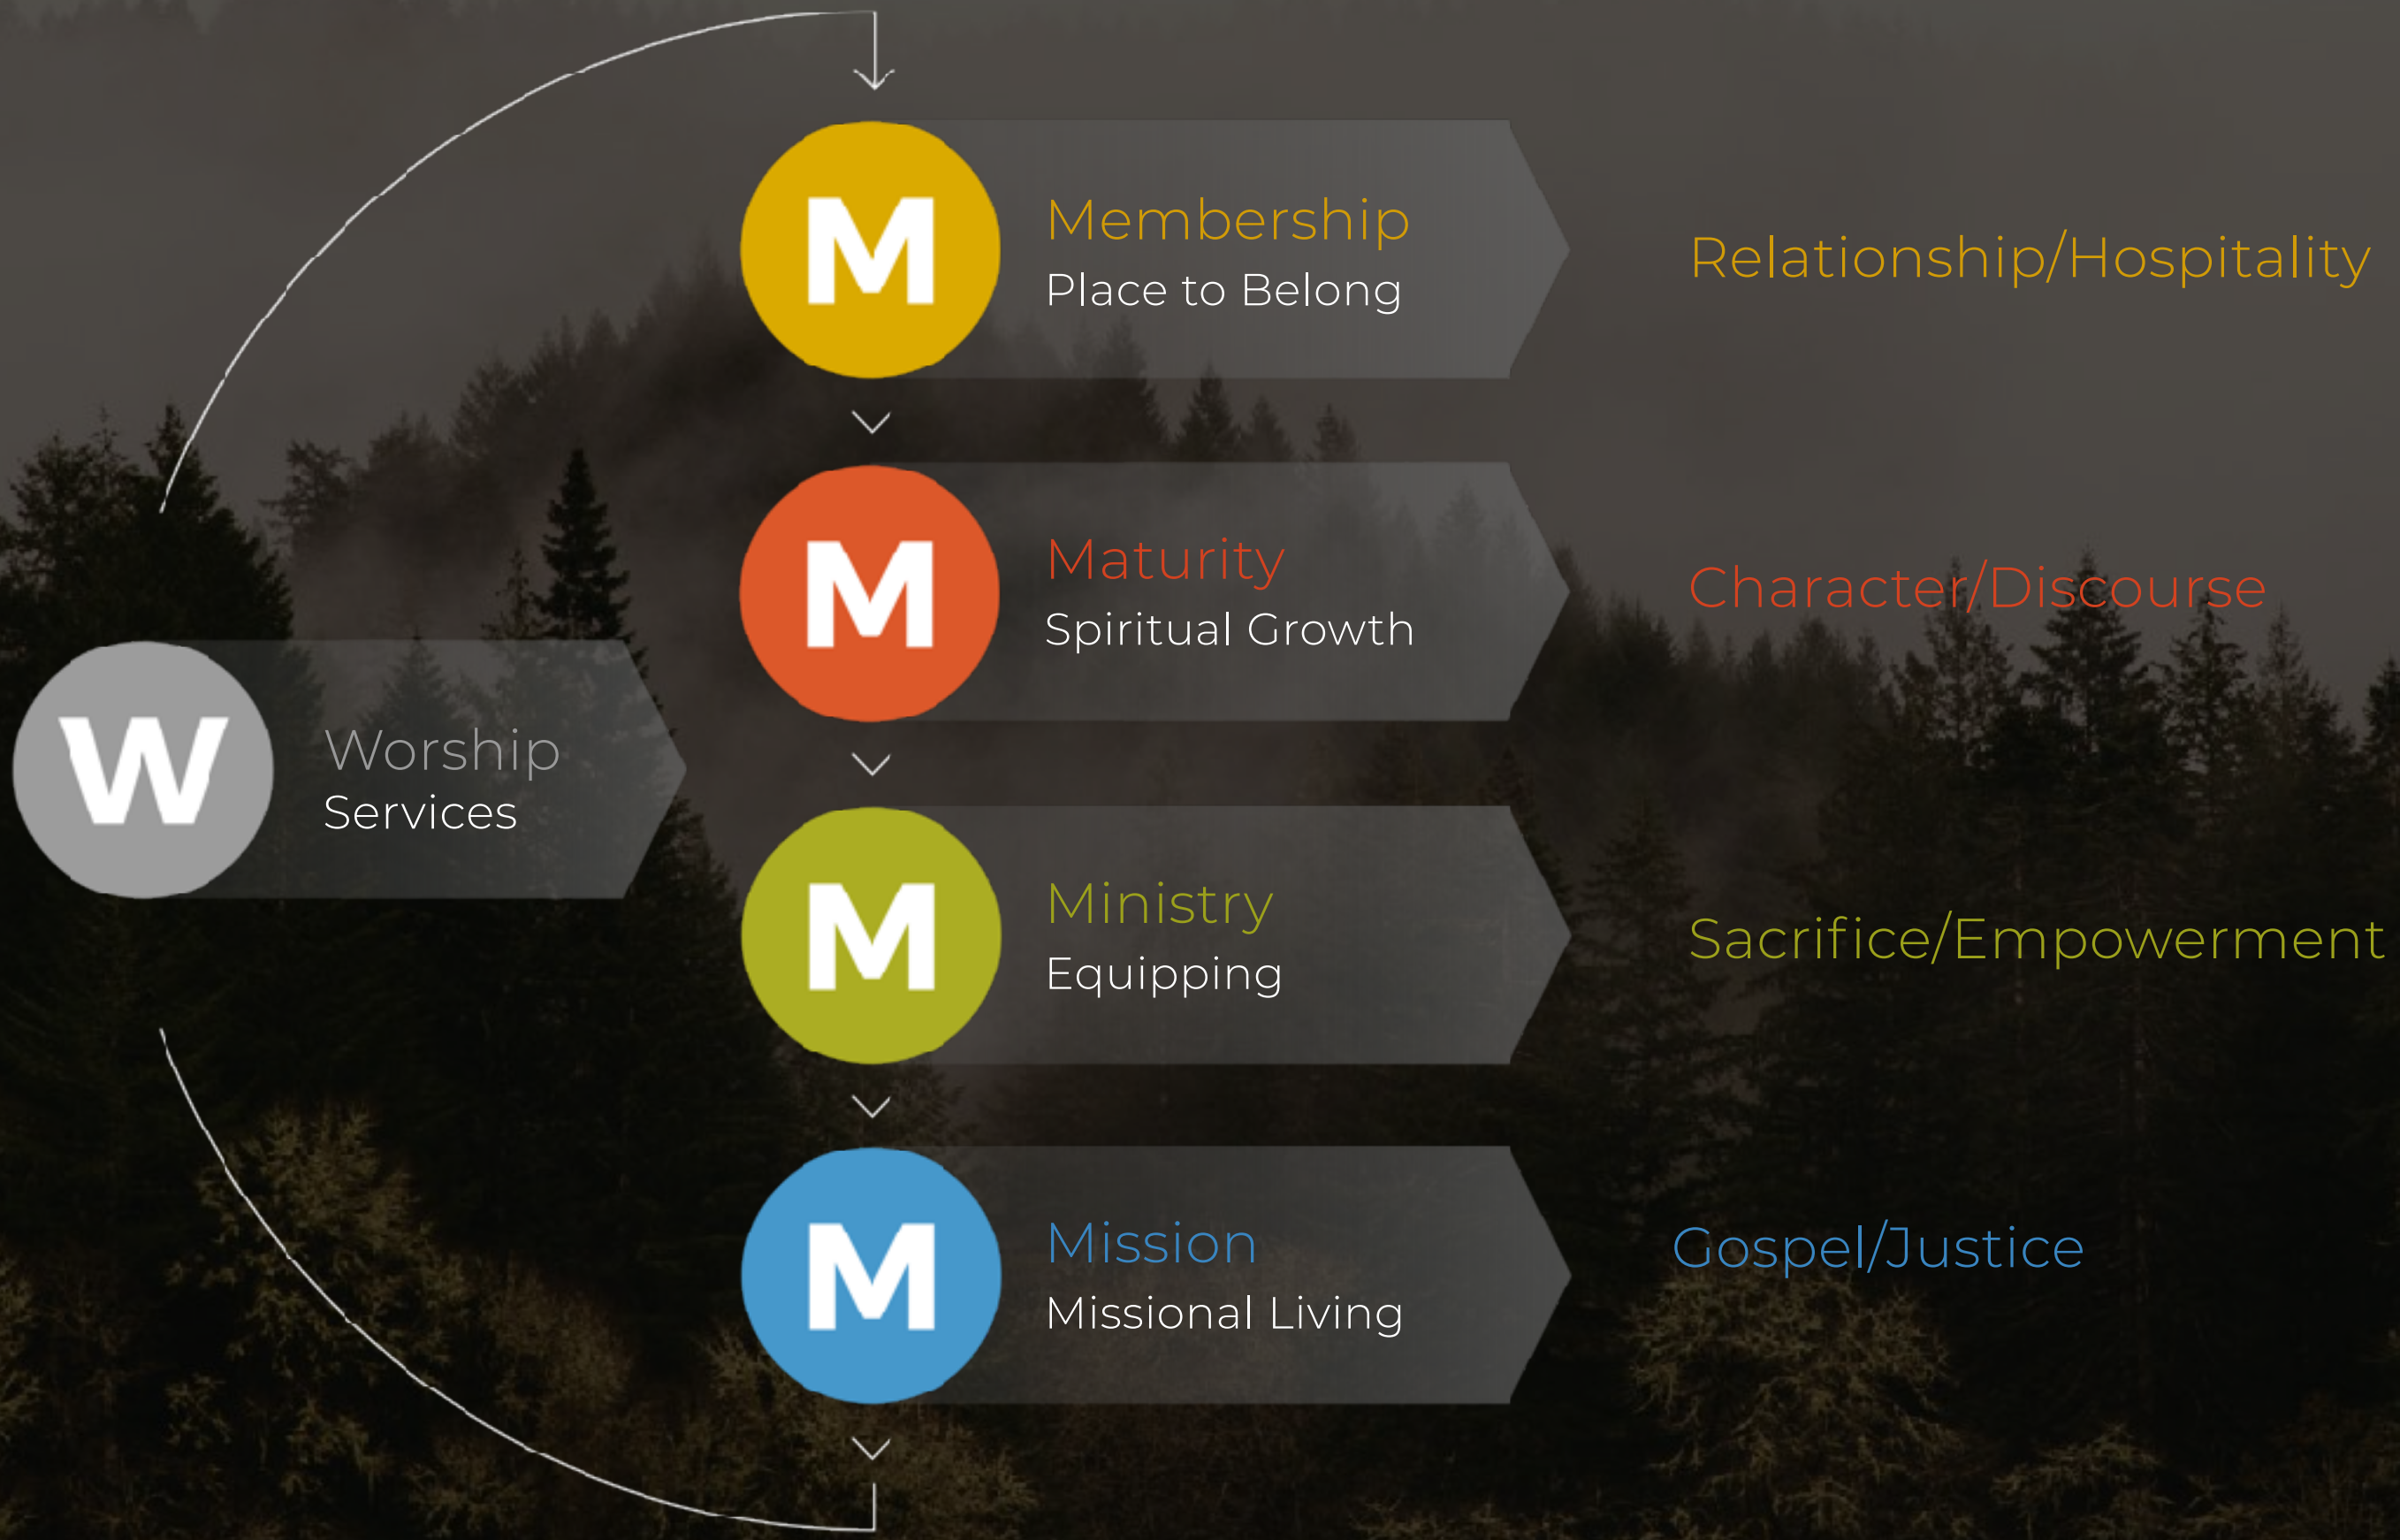 M
Membership
Place to Belong
Relationship/Hospitality
M
Maturity
Spiritual Growth
Character/Discourse
W
Worship
Services
M
Ministry
Equipping
Sacrifice/Empowerment
M
Mission
Missional Living
Gospel/Justice